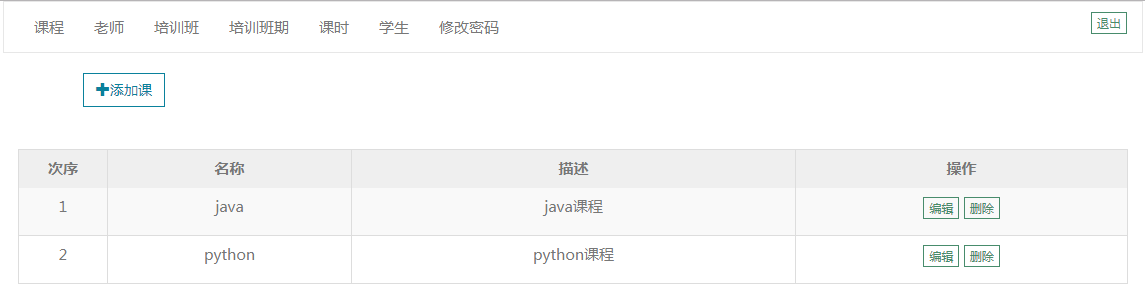 课程 老师 培训班 培训班期 课时 学生 修改密码 退出
添加课
次序 名称 描述 操作
1 java java课程 编辑 删除
2 python python课程 编辑 删除